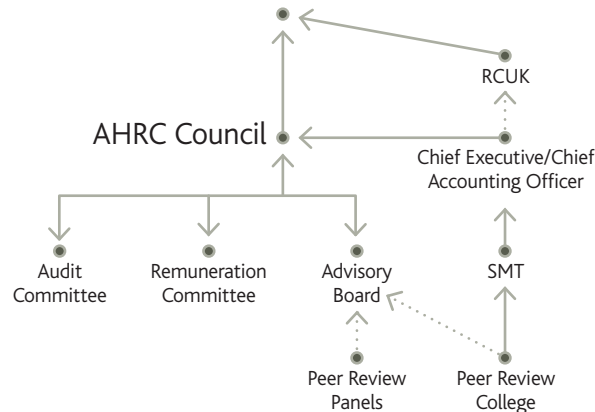 RCUK
AHRC Council
Chief Executive/Chief
Accounting Officer
Audit
Committee
Remuneration
Committee
Advisory
Board
SMT
Peer Review
Panels
Peer Review
College